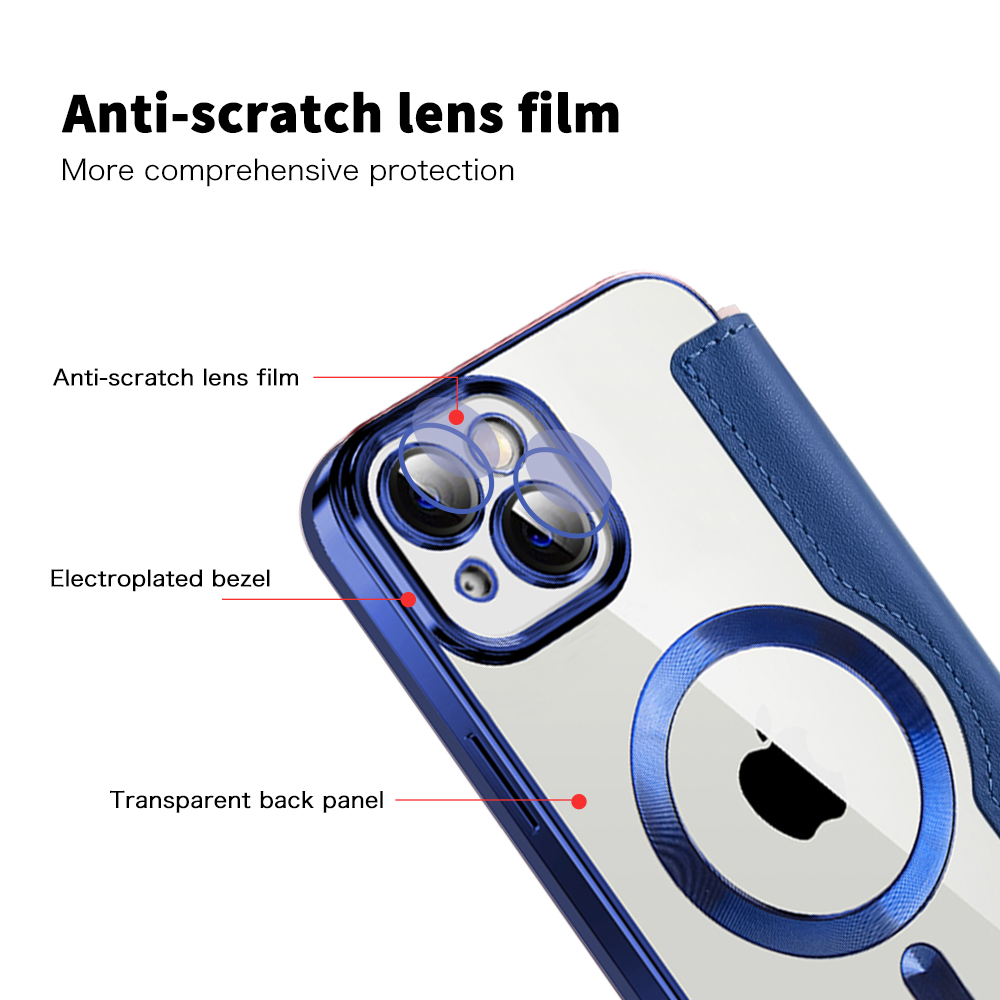 Anti-scratch lens film
More comprehensive protection
Anti-scratch lens film
Electroplated bezel
Transparent back panel